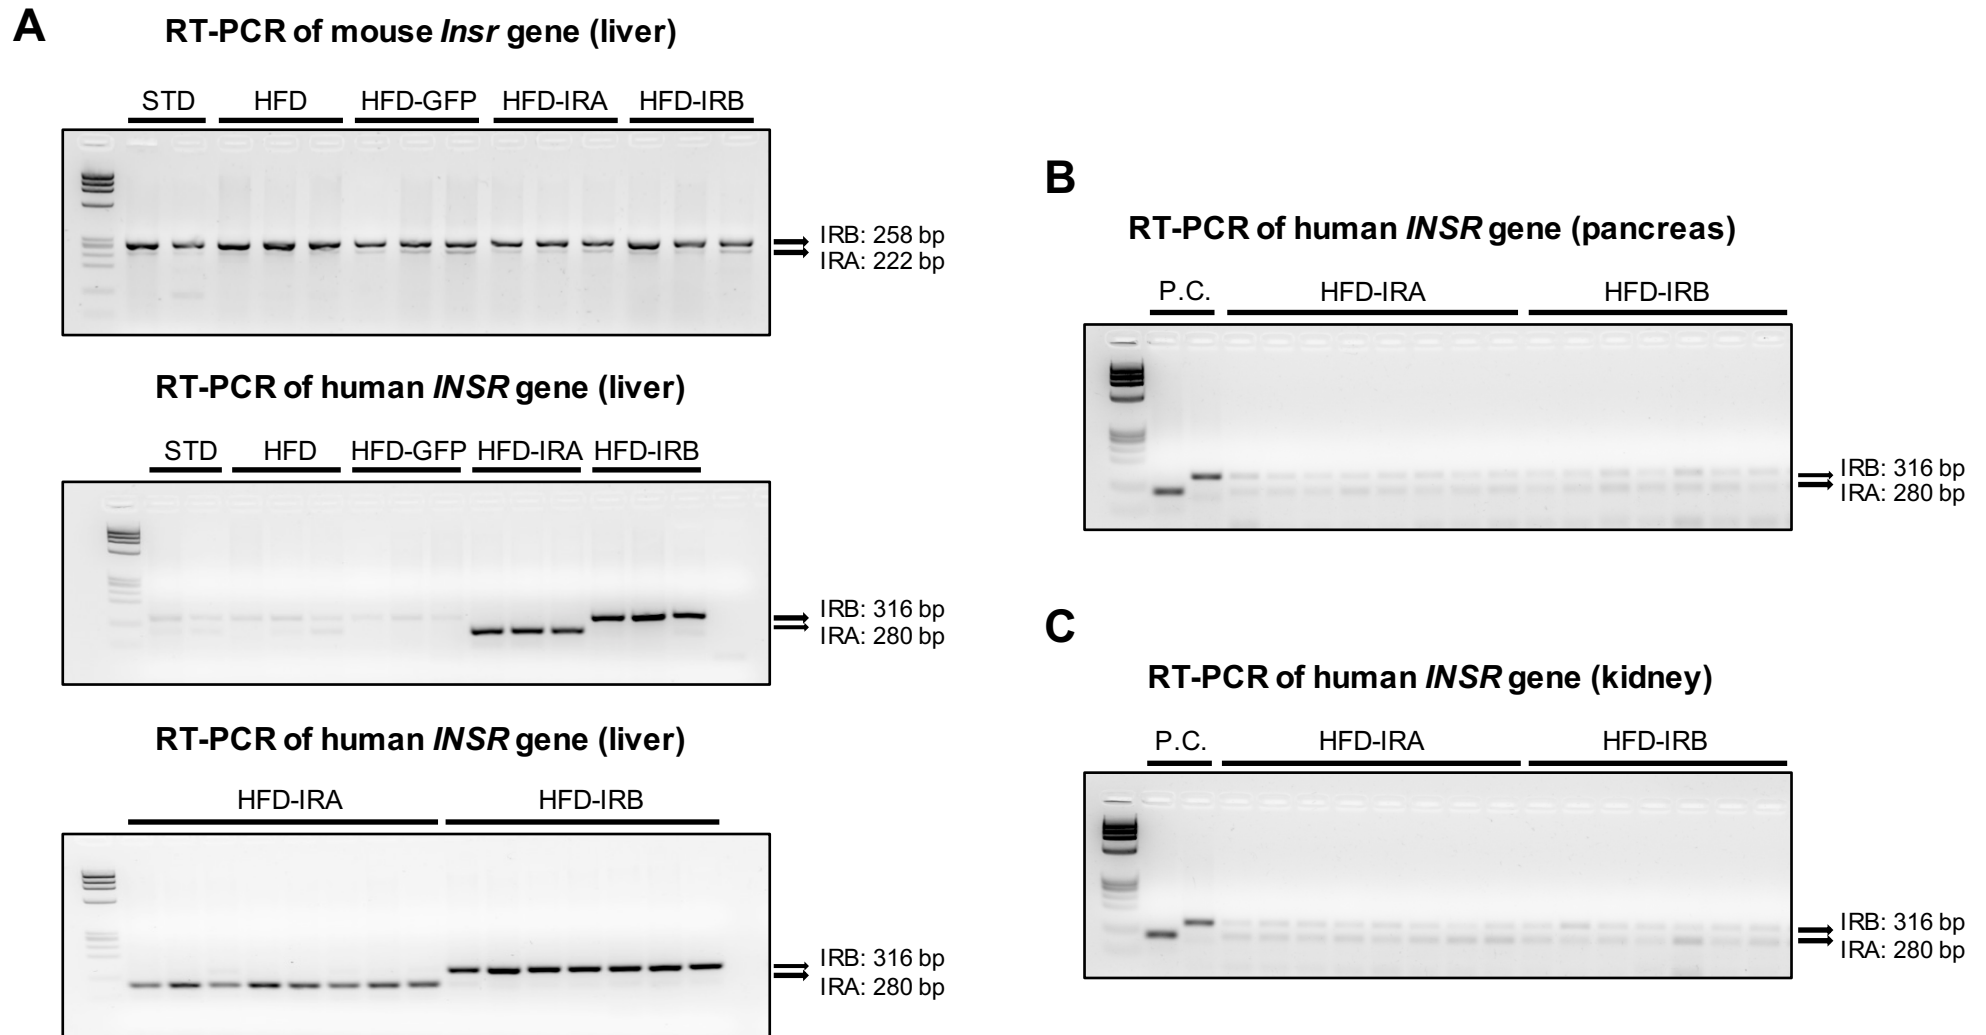 A
RT-PCR of mouse Insr gene (liver)
STD HFD HFD-GFP HFD-IRA HFD-IRB
IRB: 258 bp
IRA: 222 bp
RT-PCR of human INSR gene (liver)
STD HFD HFD-GFP HFD-IRA HFD-IRB
IRB: 316 bp
IRA: 280 bp
RT-PCR of human INSR gene (liver)
HFD-IRA HFD-IRB
IRB: 316 bp
IRA: 280 bp
B
RT-PCR of human INSR gene (pancreas)
P.C. HFD-IRA HFD-IRB
IRB: 316 bp
IRA: 280 bp
C
RT-PCR of human INSR gene (kidney)
P.C. HFD-IRA HFD-IRB
IRB: 316 bp
IRA: 280 bp